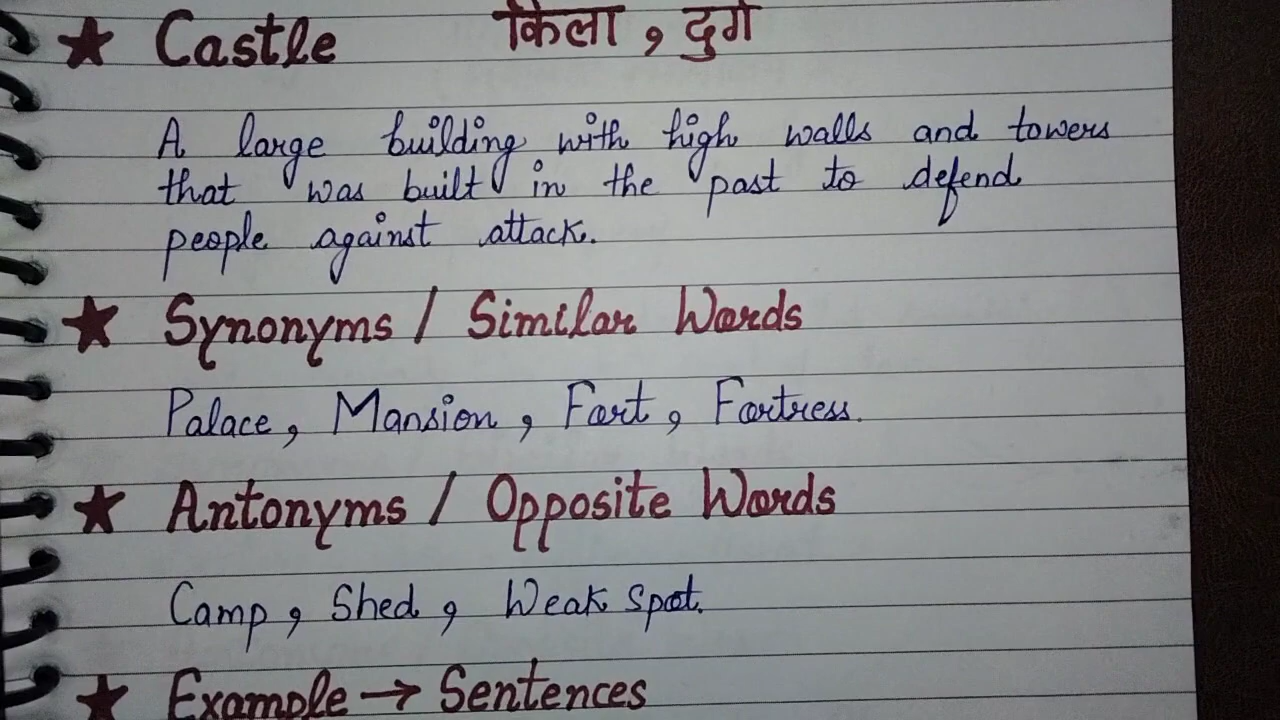 ★ Castle किला , दुर्ग
A large building with high walls and towers
that was built in the past to defend
people against attack.
★ Synonyms / Similar Words
Palace, Mansion, Fort, Fortress.
★ Antonyms / Opposite Words
Camp, Shed, Weak spot.
★ Example → Sentences